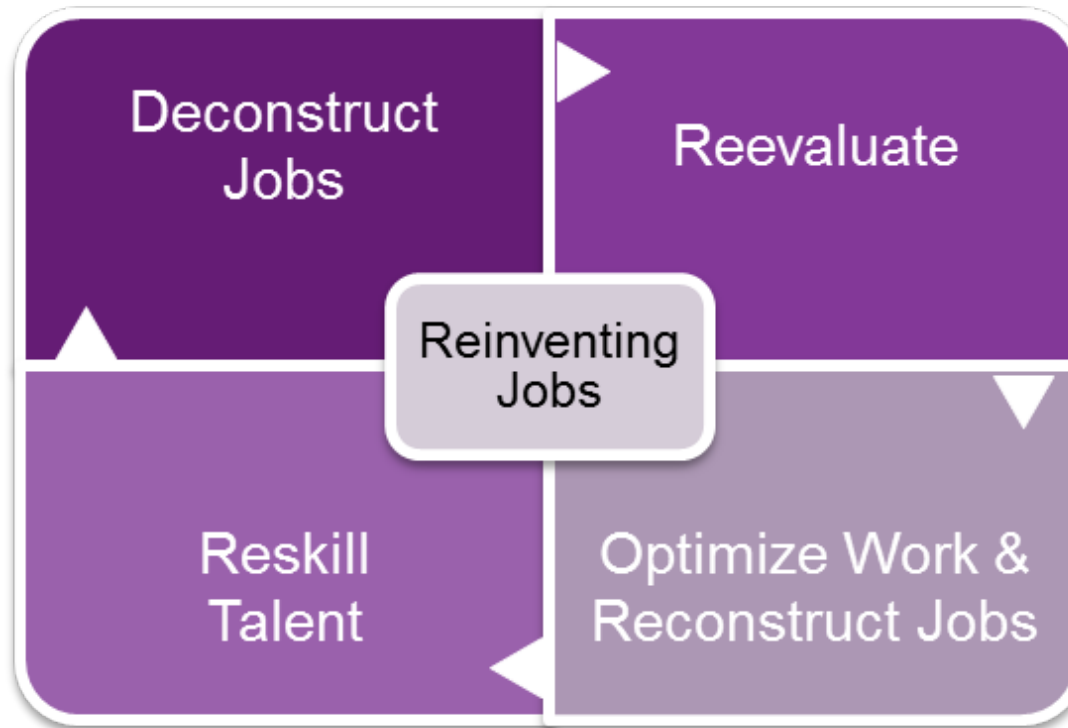 Deconstruct
Jobs
Reevaluate
Reinventing
Jobs
Reskill
Talent
Optimize Work &
Reconstruct Jobs